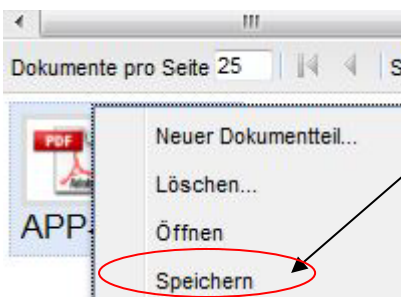 Dokumente pro Seite 25 S
PDF
Neuer Dokumentteil...
Löschen...
APP
Öffnen
Speichern